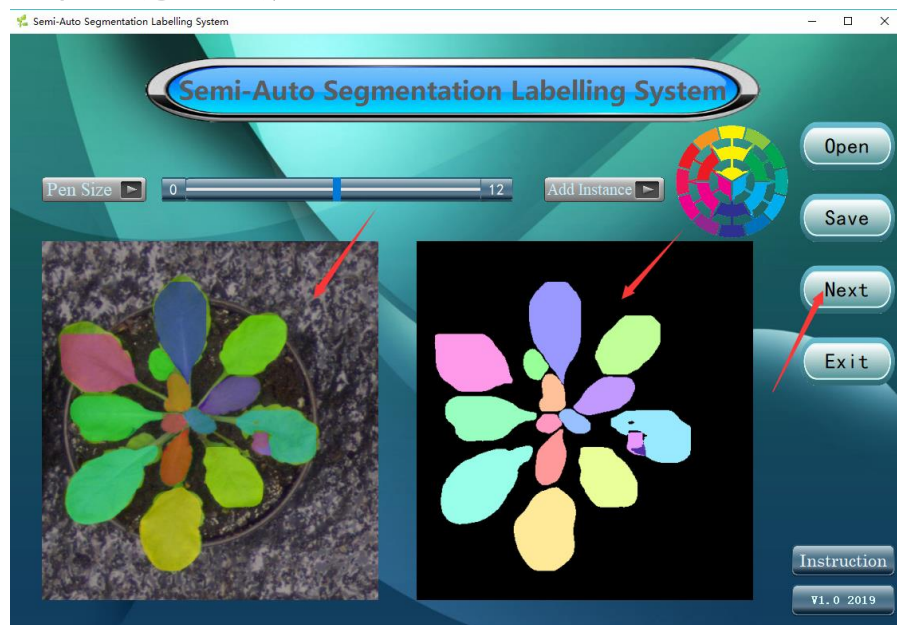 Semi-Auto Segmentation Labelling System
Semi-Auto Segmentation Labelling System
Open
Pen Size
0
12
Add Instance
Save
Next
Exit
Instruction
V1.0 2019